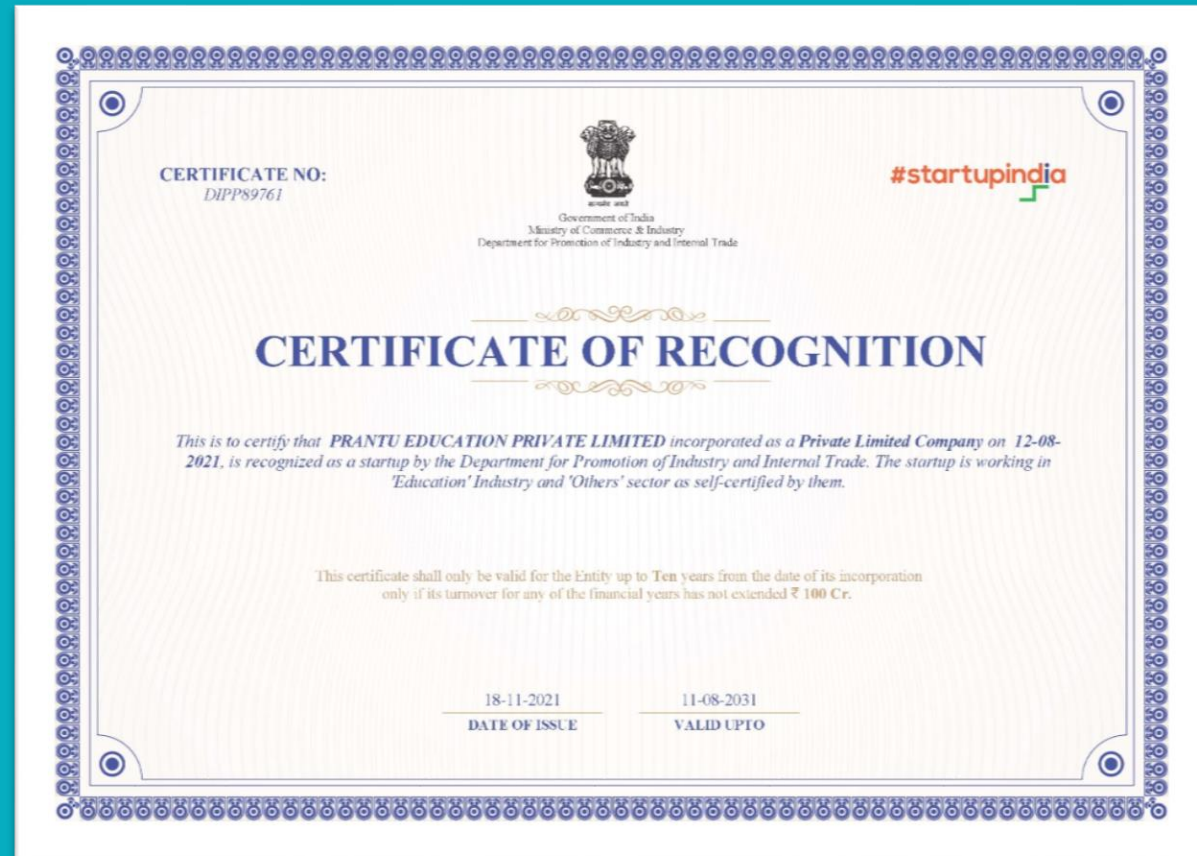 CERTIFICATE NO:
DIPP89761
सत्यमेव जयते
Government of India
Ministry of Commerce & Industry
Department for Promotion of Industry and Internal Trade
#startupindia
CERTIFICATE OF RECOGNITION
This is to certify that PRANTU EDUCATION PRIVATE LIMITED incorporated as a Private Limited Company on 12-08-
2021, is recognized as a startup by the Department for Promotion of Industry and Internal Trade. The startup is working in
'Education' Industry and 'Others' sector as self-certified by them.
This certificate shall only be valid for the Entity up to Ten years from the date of its incorporation
only if its turnover for any of the financial years has not extended ₹ 100 Cr.
18-11-2021
DATE OF ISSUE
11-08-2031
VALID UPTO